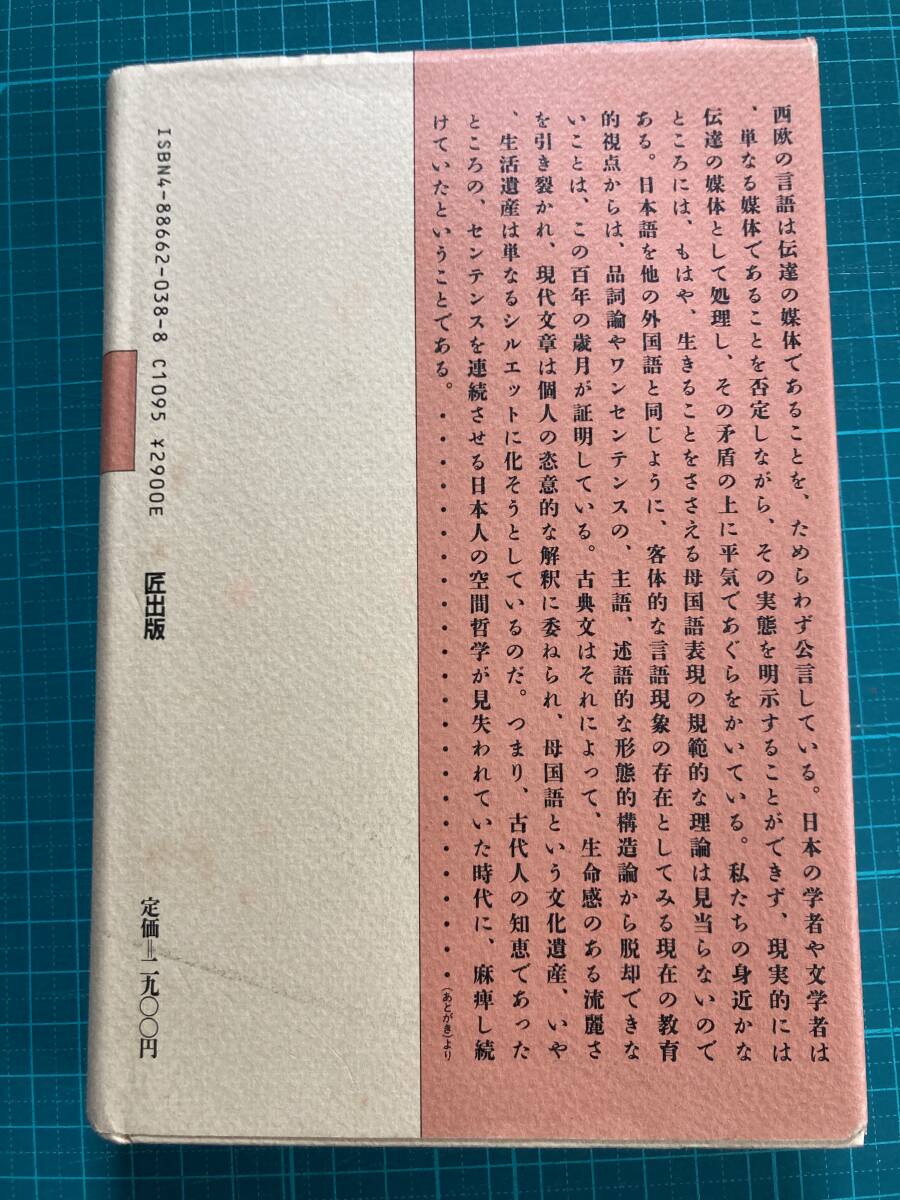 西欧の言語は伝達の媒体であることを、ためらわず公言している。日本の学者や文学者は
、単なる媒体であることを否定しながら、その実態を明示することができず、現実的には
伝達の媒体として処理し、その矛盾の上に平気であぐらをかいている。私たちの身近かな
ところには、もはや、生きることをささえる母国語表現の規範的な理論は見当らないので
ある。日本語を他の外国語と同じように、客体的な言語現象の存在としてみる現在の教育
的視点からは、品詞論やワンセンテンスの、主語、述語的な形態的構造論から脱却できな
いことは、この百年の歳月が証明している。古典文はそれによって、生命感のある流麗さ
を引き裂かれ、現代文章は個人の恣意的な解釈に委ねられ、母国語という文化遺産、いや
、生活遺産は単なるシルエットに化そうとしているのだ。つまり、古代人の知恵であった
ところの、センテンスを連続させる日本人の空間哲学が見失われていた時代に、麻痺し続
けていたということである。・・・・・・・・・・・・・・・・・・・(あとがき)より
ISBN4-88662-038-8 C1095 ¥2900E 匠出版
定価=二九〇〇円